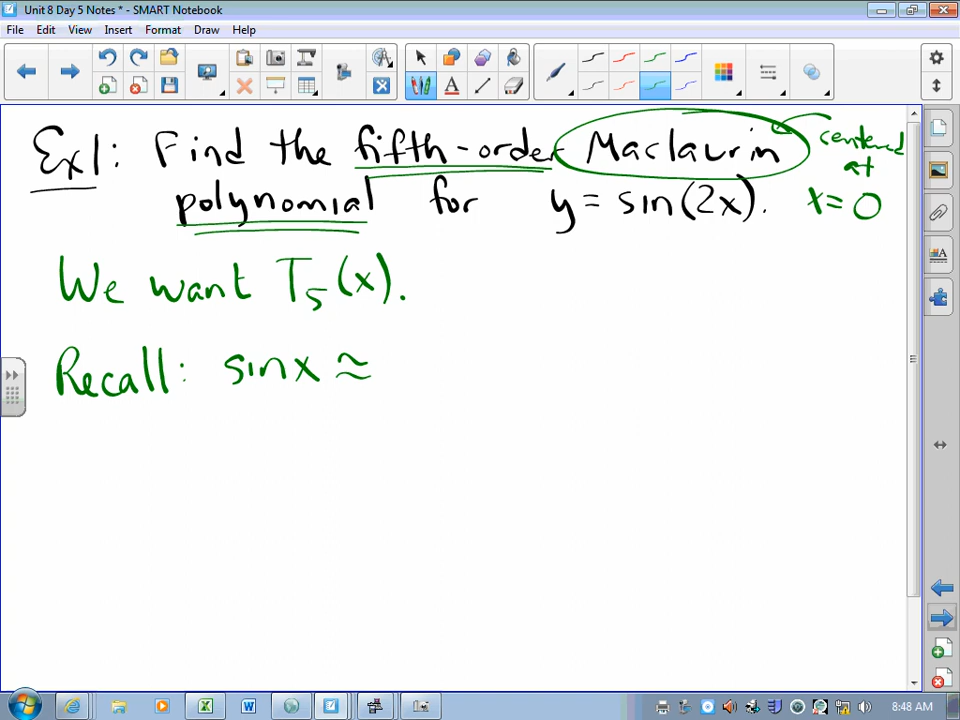 Unit 8 Day 5 Notes * - SMART Notebook
File Edit View Insert Format Draw Help
Ex1: Find the fifth-order Maclaurin
centered at x=0
polynomial for y = sin(2x).
We want T₅(x).
Recall: sinx ≈
8:48 AM